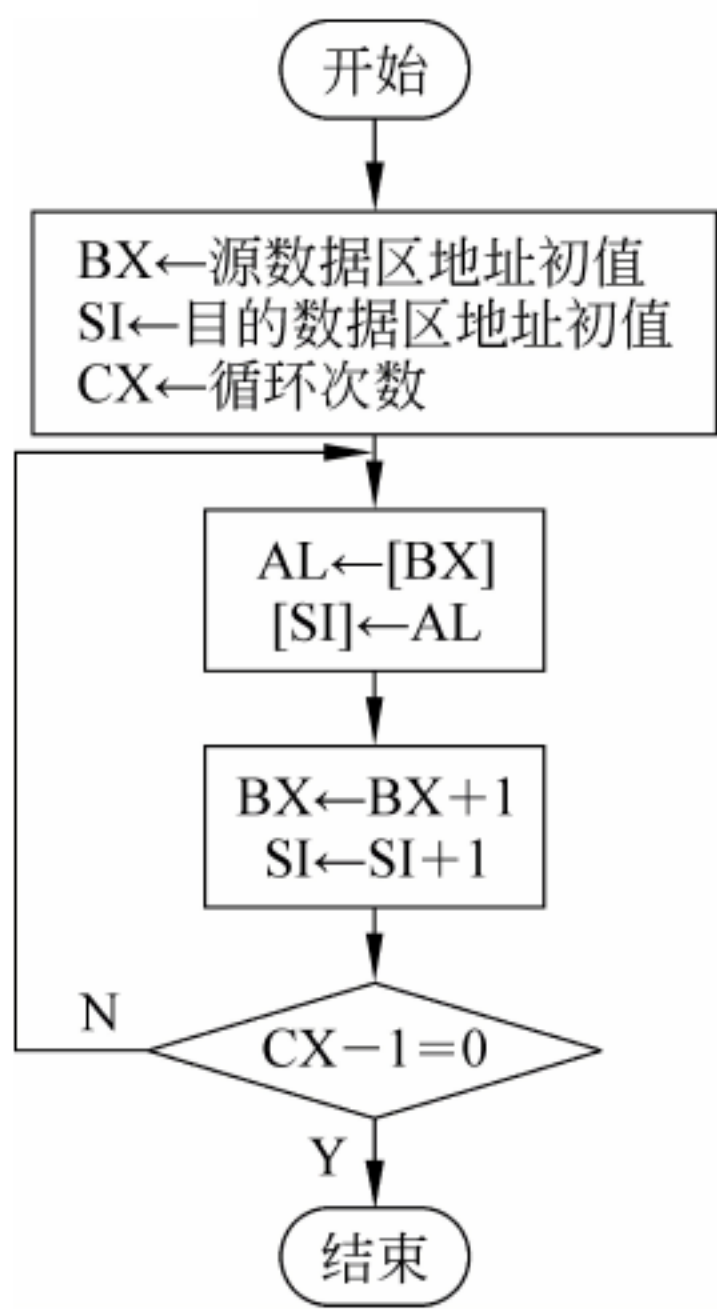 开始
BX←源数据区地址初值
SI←目的数据区地址初值
CX←循环次数
AL←[BX]
[SI]←AL
BX←BX+1
SI←SI+1
N
CX-1=0
Y
结束